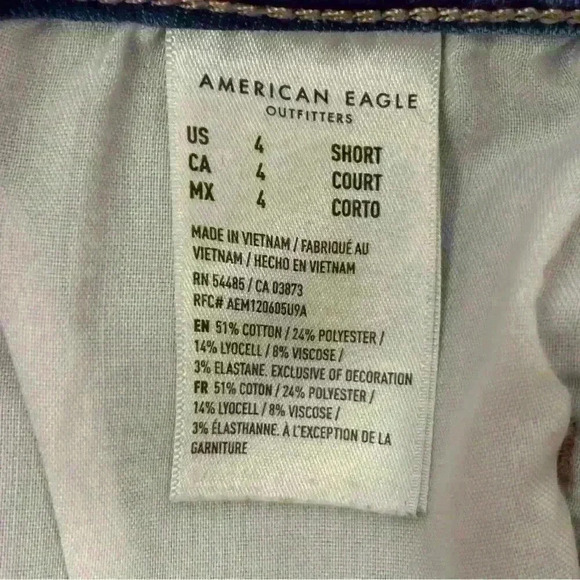 AMERICAN EAGLE
OUTFITTERS
US 4 SHORT
CA 4 COURT
MX 4 CORTO
MADE IN VIETNAM / FABRIQUÉ AU
VIETNAM / HECHO EN VIETNAM
RN 54485 / CA 03873
RFC# AEM120605U9A
EN 51% COTTON / 24% POLYESTER /
14% LYOCELL / 8% VISCOSE /
3% ELASTANE. EXCLUSIVE OF DECORATION
FR 51% COTON / 24% POLYESTER /
14% LYOCELL / 8% VISCOSE /
3% ÉLASTHANNE. À L'EXCEPTION DE LA
GARNITURE